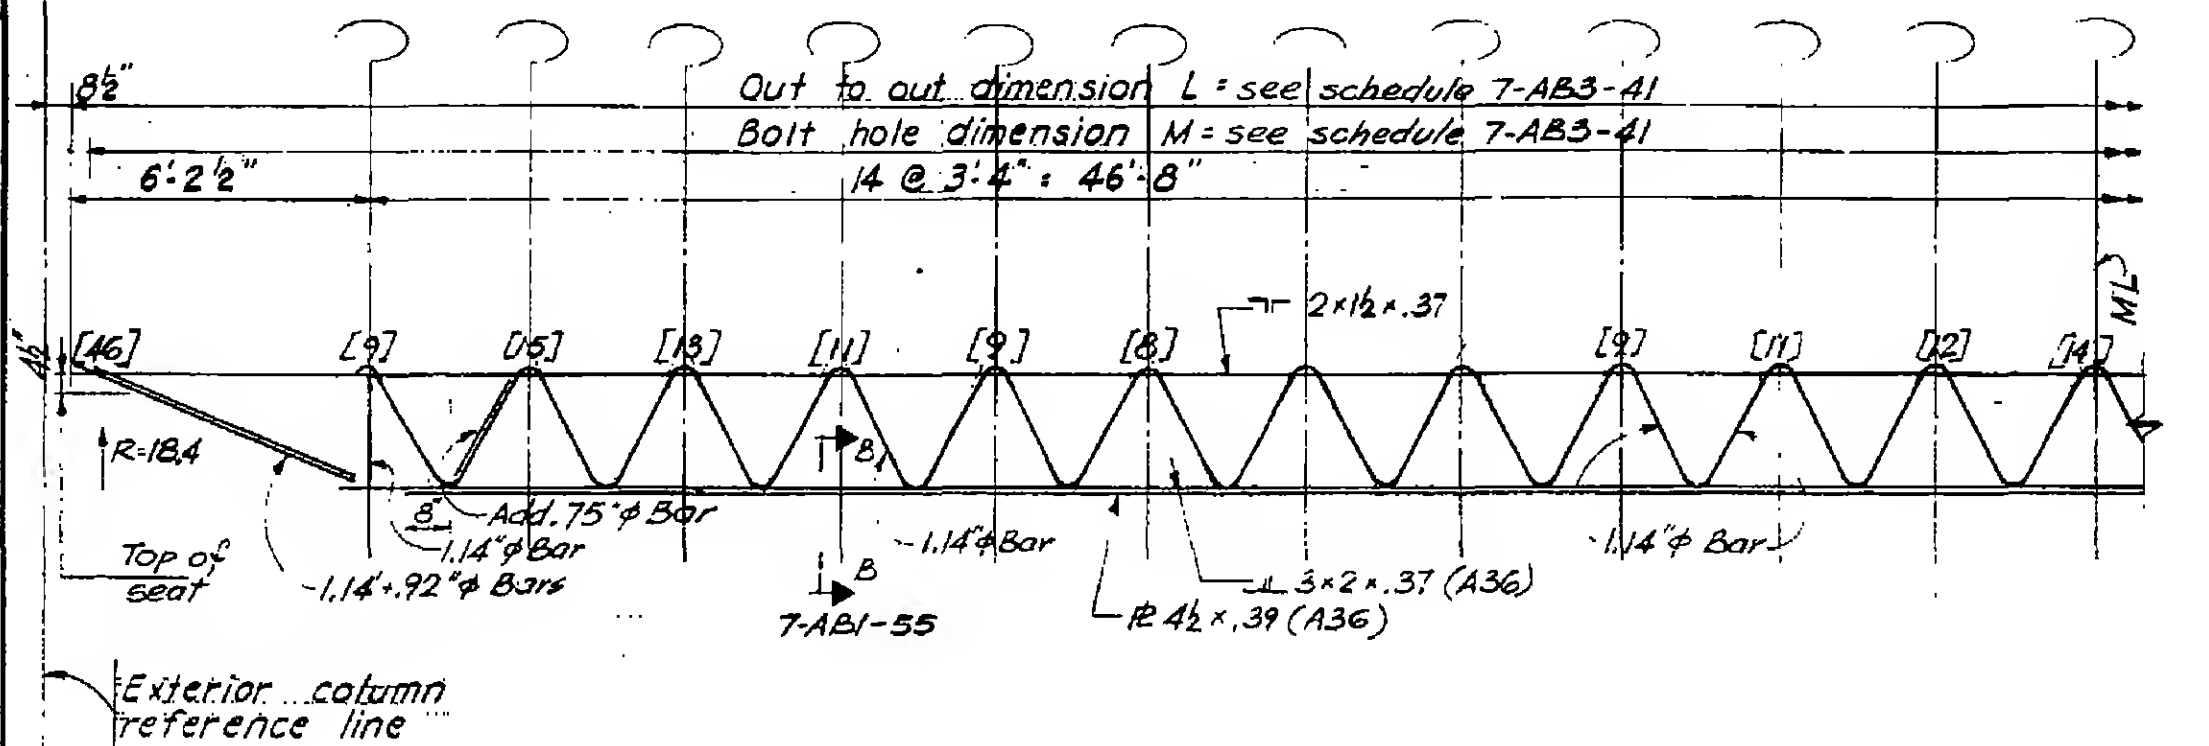 8½"
Out to out dimension L = see schedule 7-AB3-41
Bolt hole dimension M = see schedule 7-AB3-41
6'-2½"
14 @ 3'-4" = 46'-8"
2×1½×.37
ML
4½"
[46]
[9]
[15]
[13]
[11]
[9]
[8]
[9]
[11]
[12]
[14]
R=18.4
B
8"
Add .75"φ Bar
1.14"φ Bar
1.14"φ Bar
1.14"φ Bar
Top of
seat
1.14"+.92"φ Bars
B
3×2×.37 (A36)
7-AB1-55
℄ 4½×.39 (A36)
Exterior column
reference line